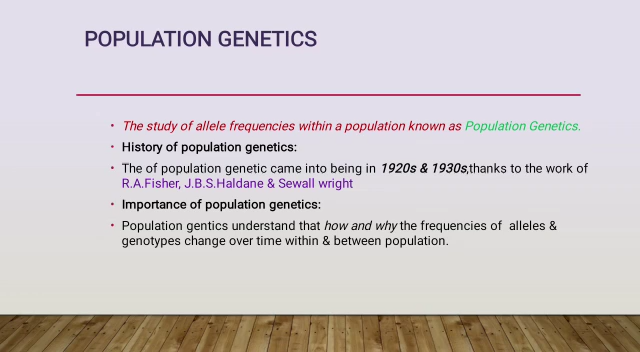 POPULATION GENETICS
• The study of allele frequencies within a population known as Population Genetics.
• History of population genetics:
• The of population genetic came into being in 1920s & 1930s,thanks to the work of
R.A.Fisher, J.B.S.Haldane & Sewall wright
• Importance of population genetics:
• Population gentics understand that how and why the frequencies of alleles &
genotypes change over time within & between population.